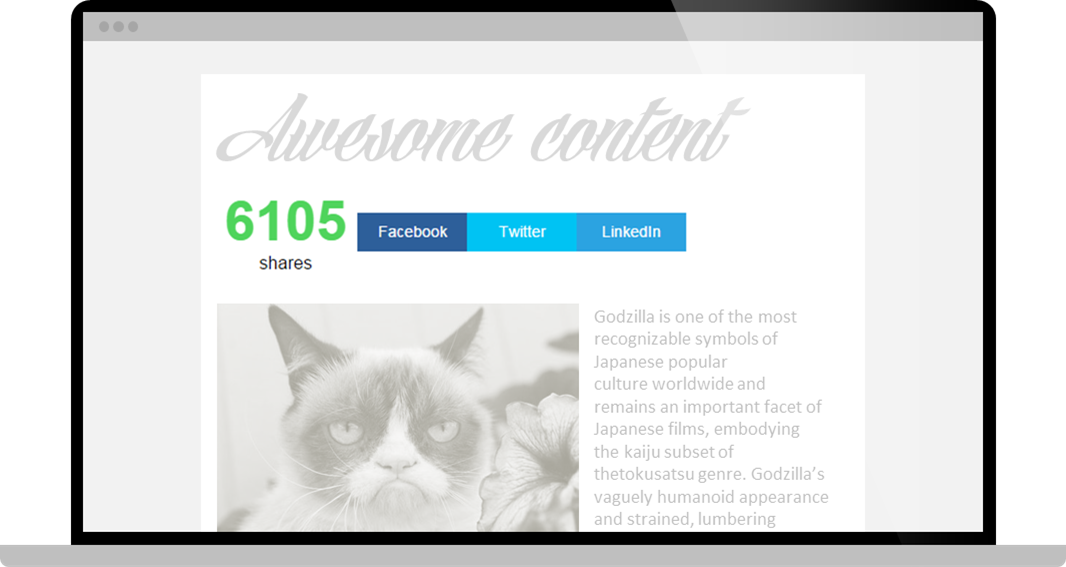 Awesome content
6105
shares
Facebook Twitter LinkedIn
Godzilla is one of the most
recognizable symbols of
Japanese popular
culture worldwide and
remains an important facet of
Japanese films, embodying
the kaiju subset of
thetokusatsu genre. Godzilla's
vaguely humanoid appearance
and strained, lumbering